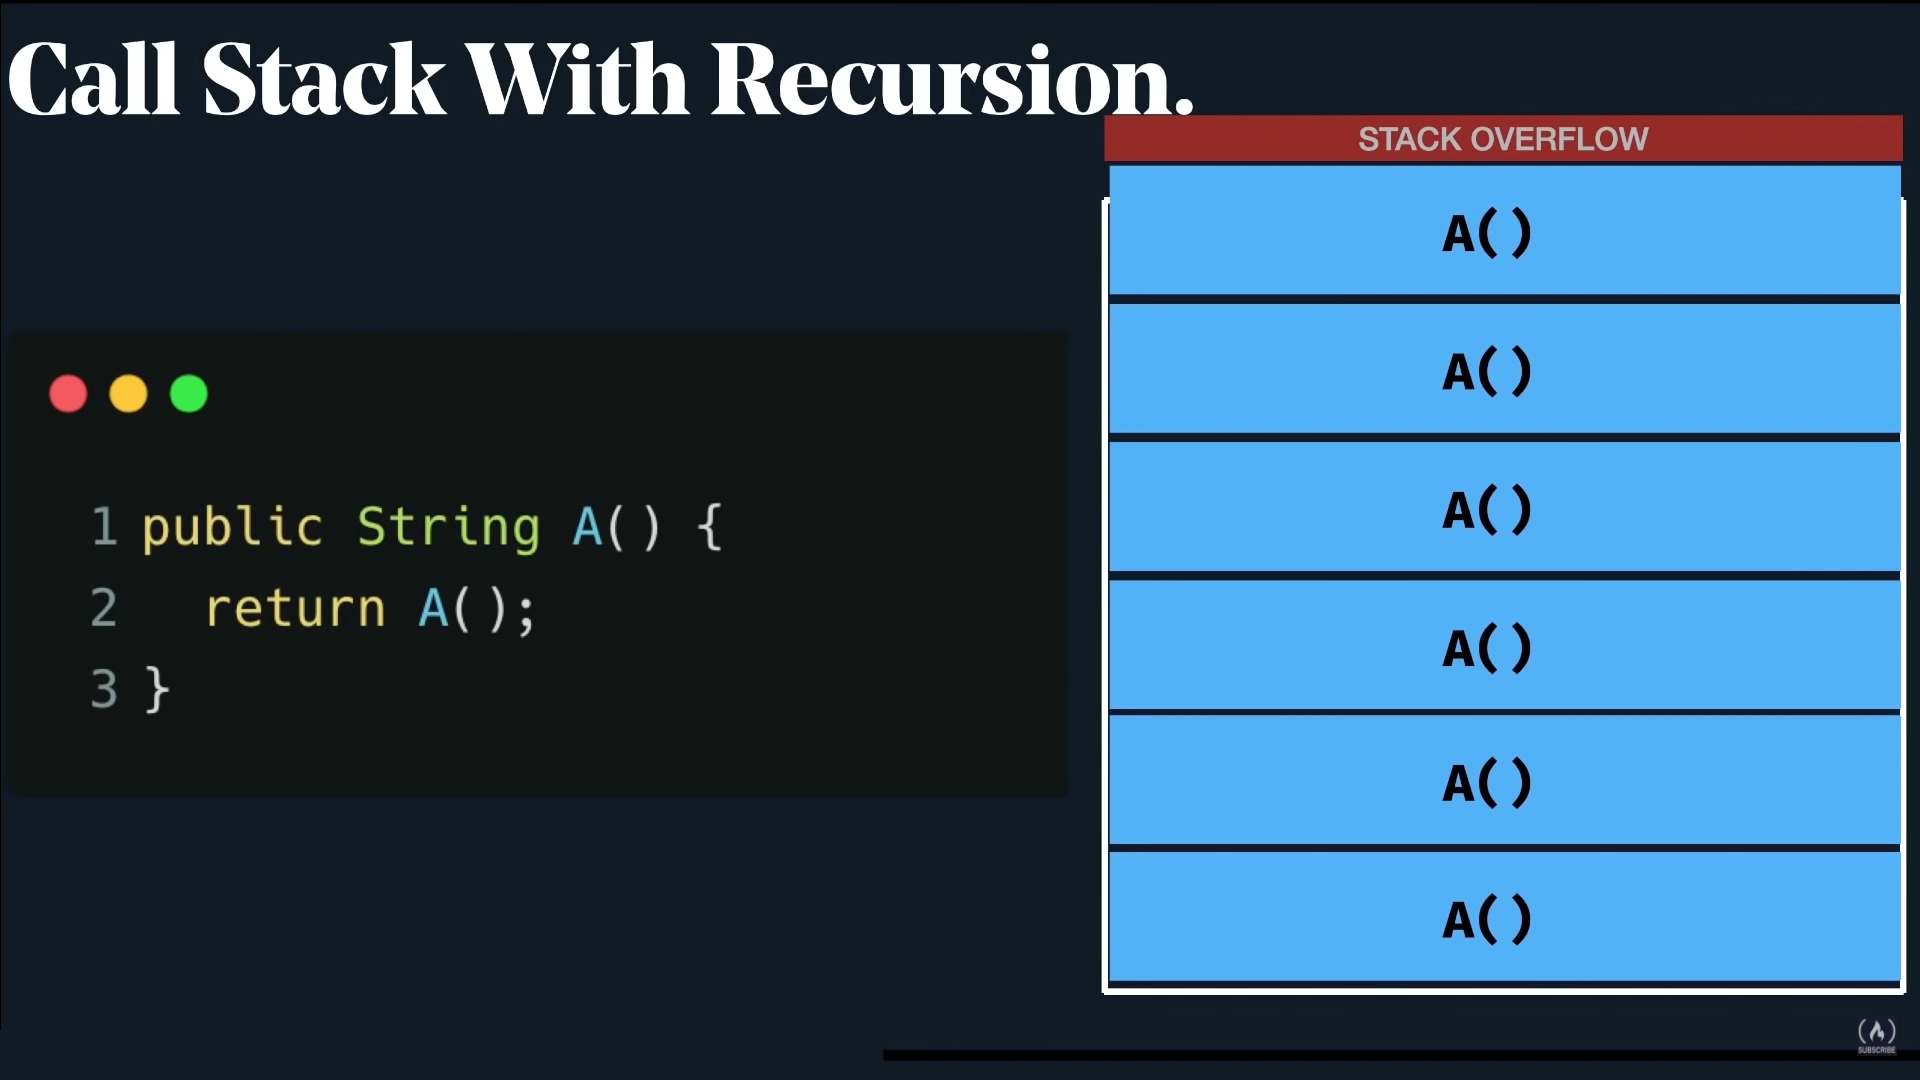 Call Stack With Recursion.
STACK OVERFLOW
A()
A()
A()
A()
A()
A()
1 public String A() {
2   return A();
3 }
SUBSCRIBE